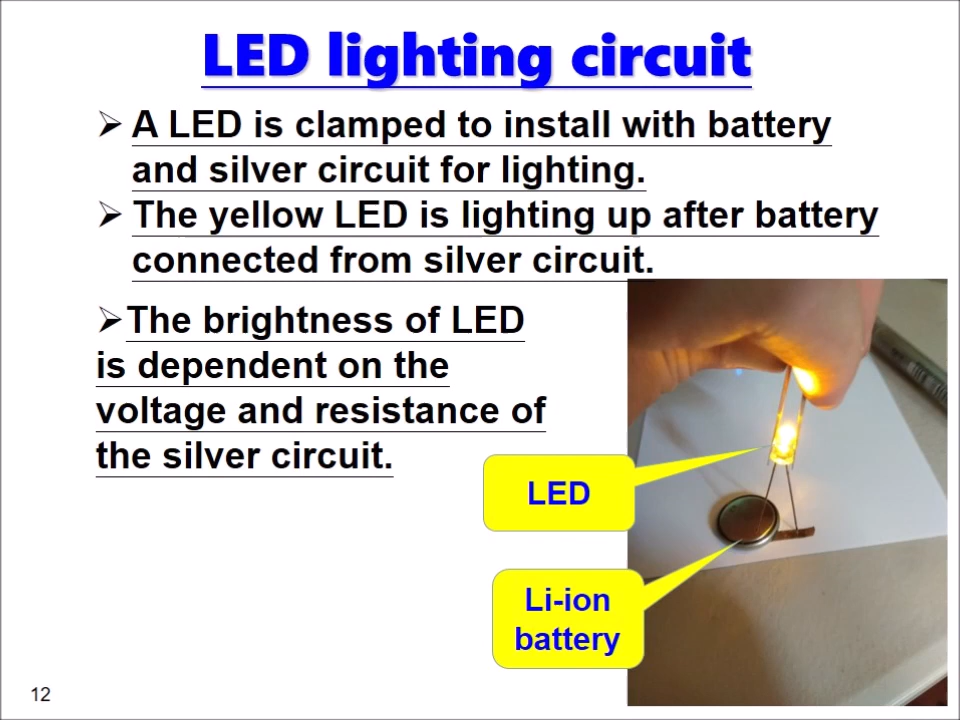 LED lighting circuit
➢ A LED is clamped to install with battery
and silver circuit for lighting.
➢ The yellow LED is lighting up after battery
connected from silver circuit.
➢The brightness of LED
is dependent on the
voltage and resistance of
the silver circuit.
LED
Li-ion
battery
12